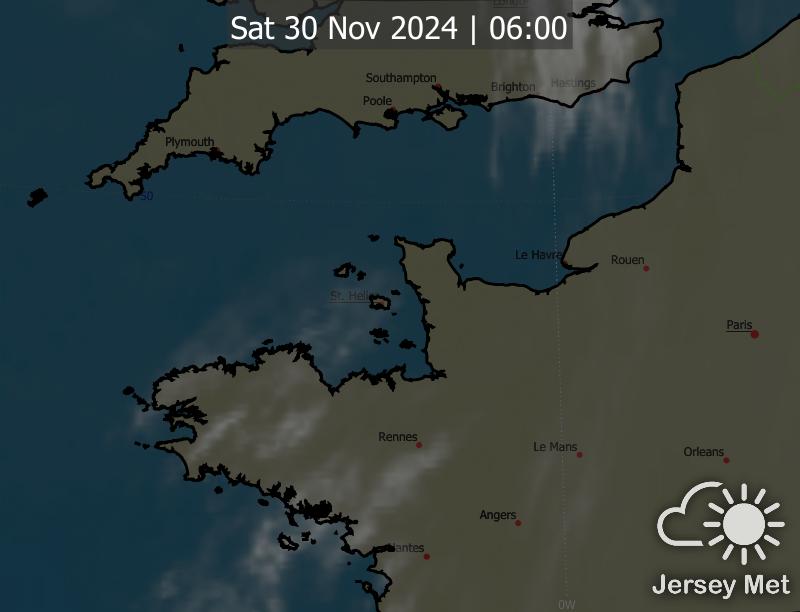 London
Sat 30 Nov 2024 | 06:00
Southampton
Brighton
Hastings
Poole
Plymouth
50
Le Havre
Rouen
St. Helier
Paris
Rennes
Le Mans
Orleans
Angers
Nantes
Jersey Met
0W